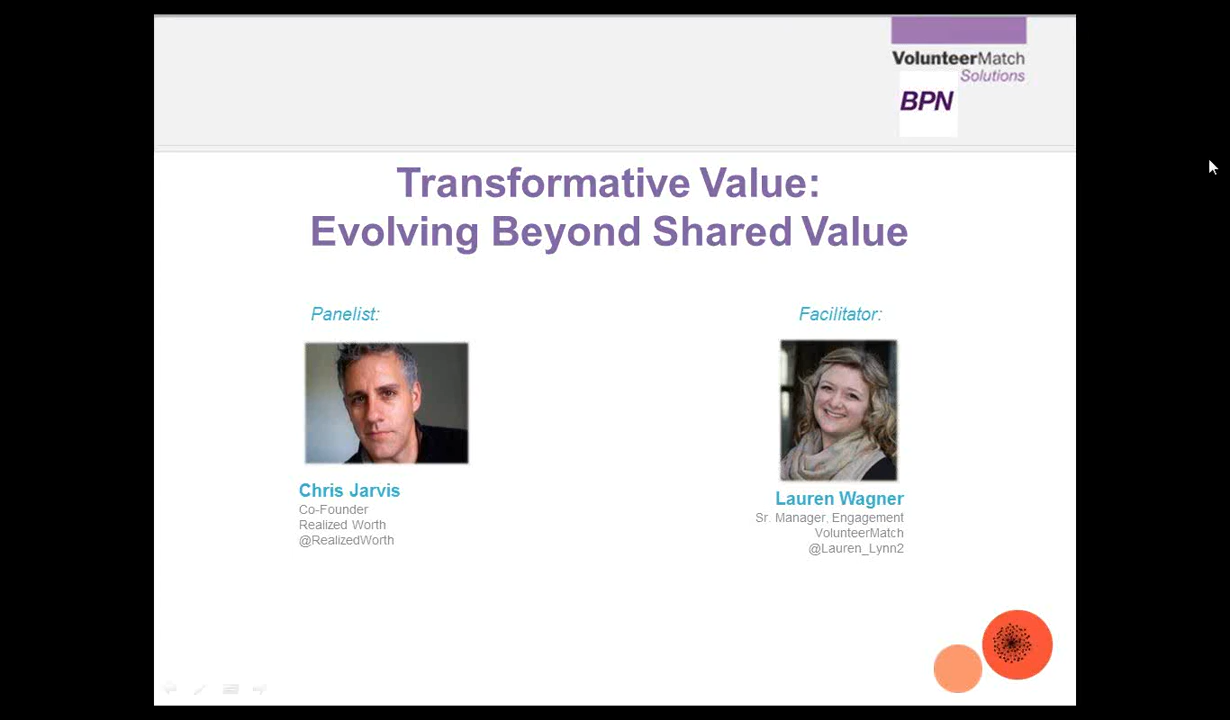 VolunteerMatch
Solutions
BPN
Transformative Value:
Evolving Beyond Shared Value
Panelist:
Facilitator:
Chris Jarvis
Co-Founder
Realized Worth
@RealizedWorth
Lauren Wagner
Sr. Manager, Engagement
VolunteerMatch
@Lauren_Lynn2